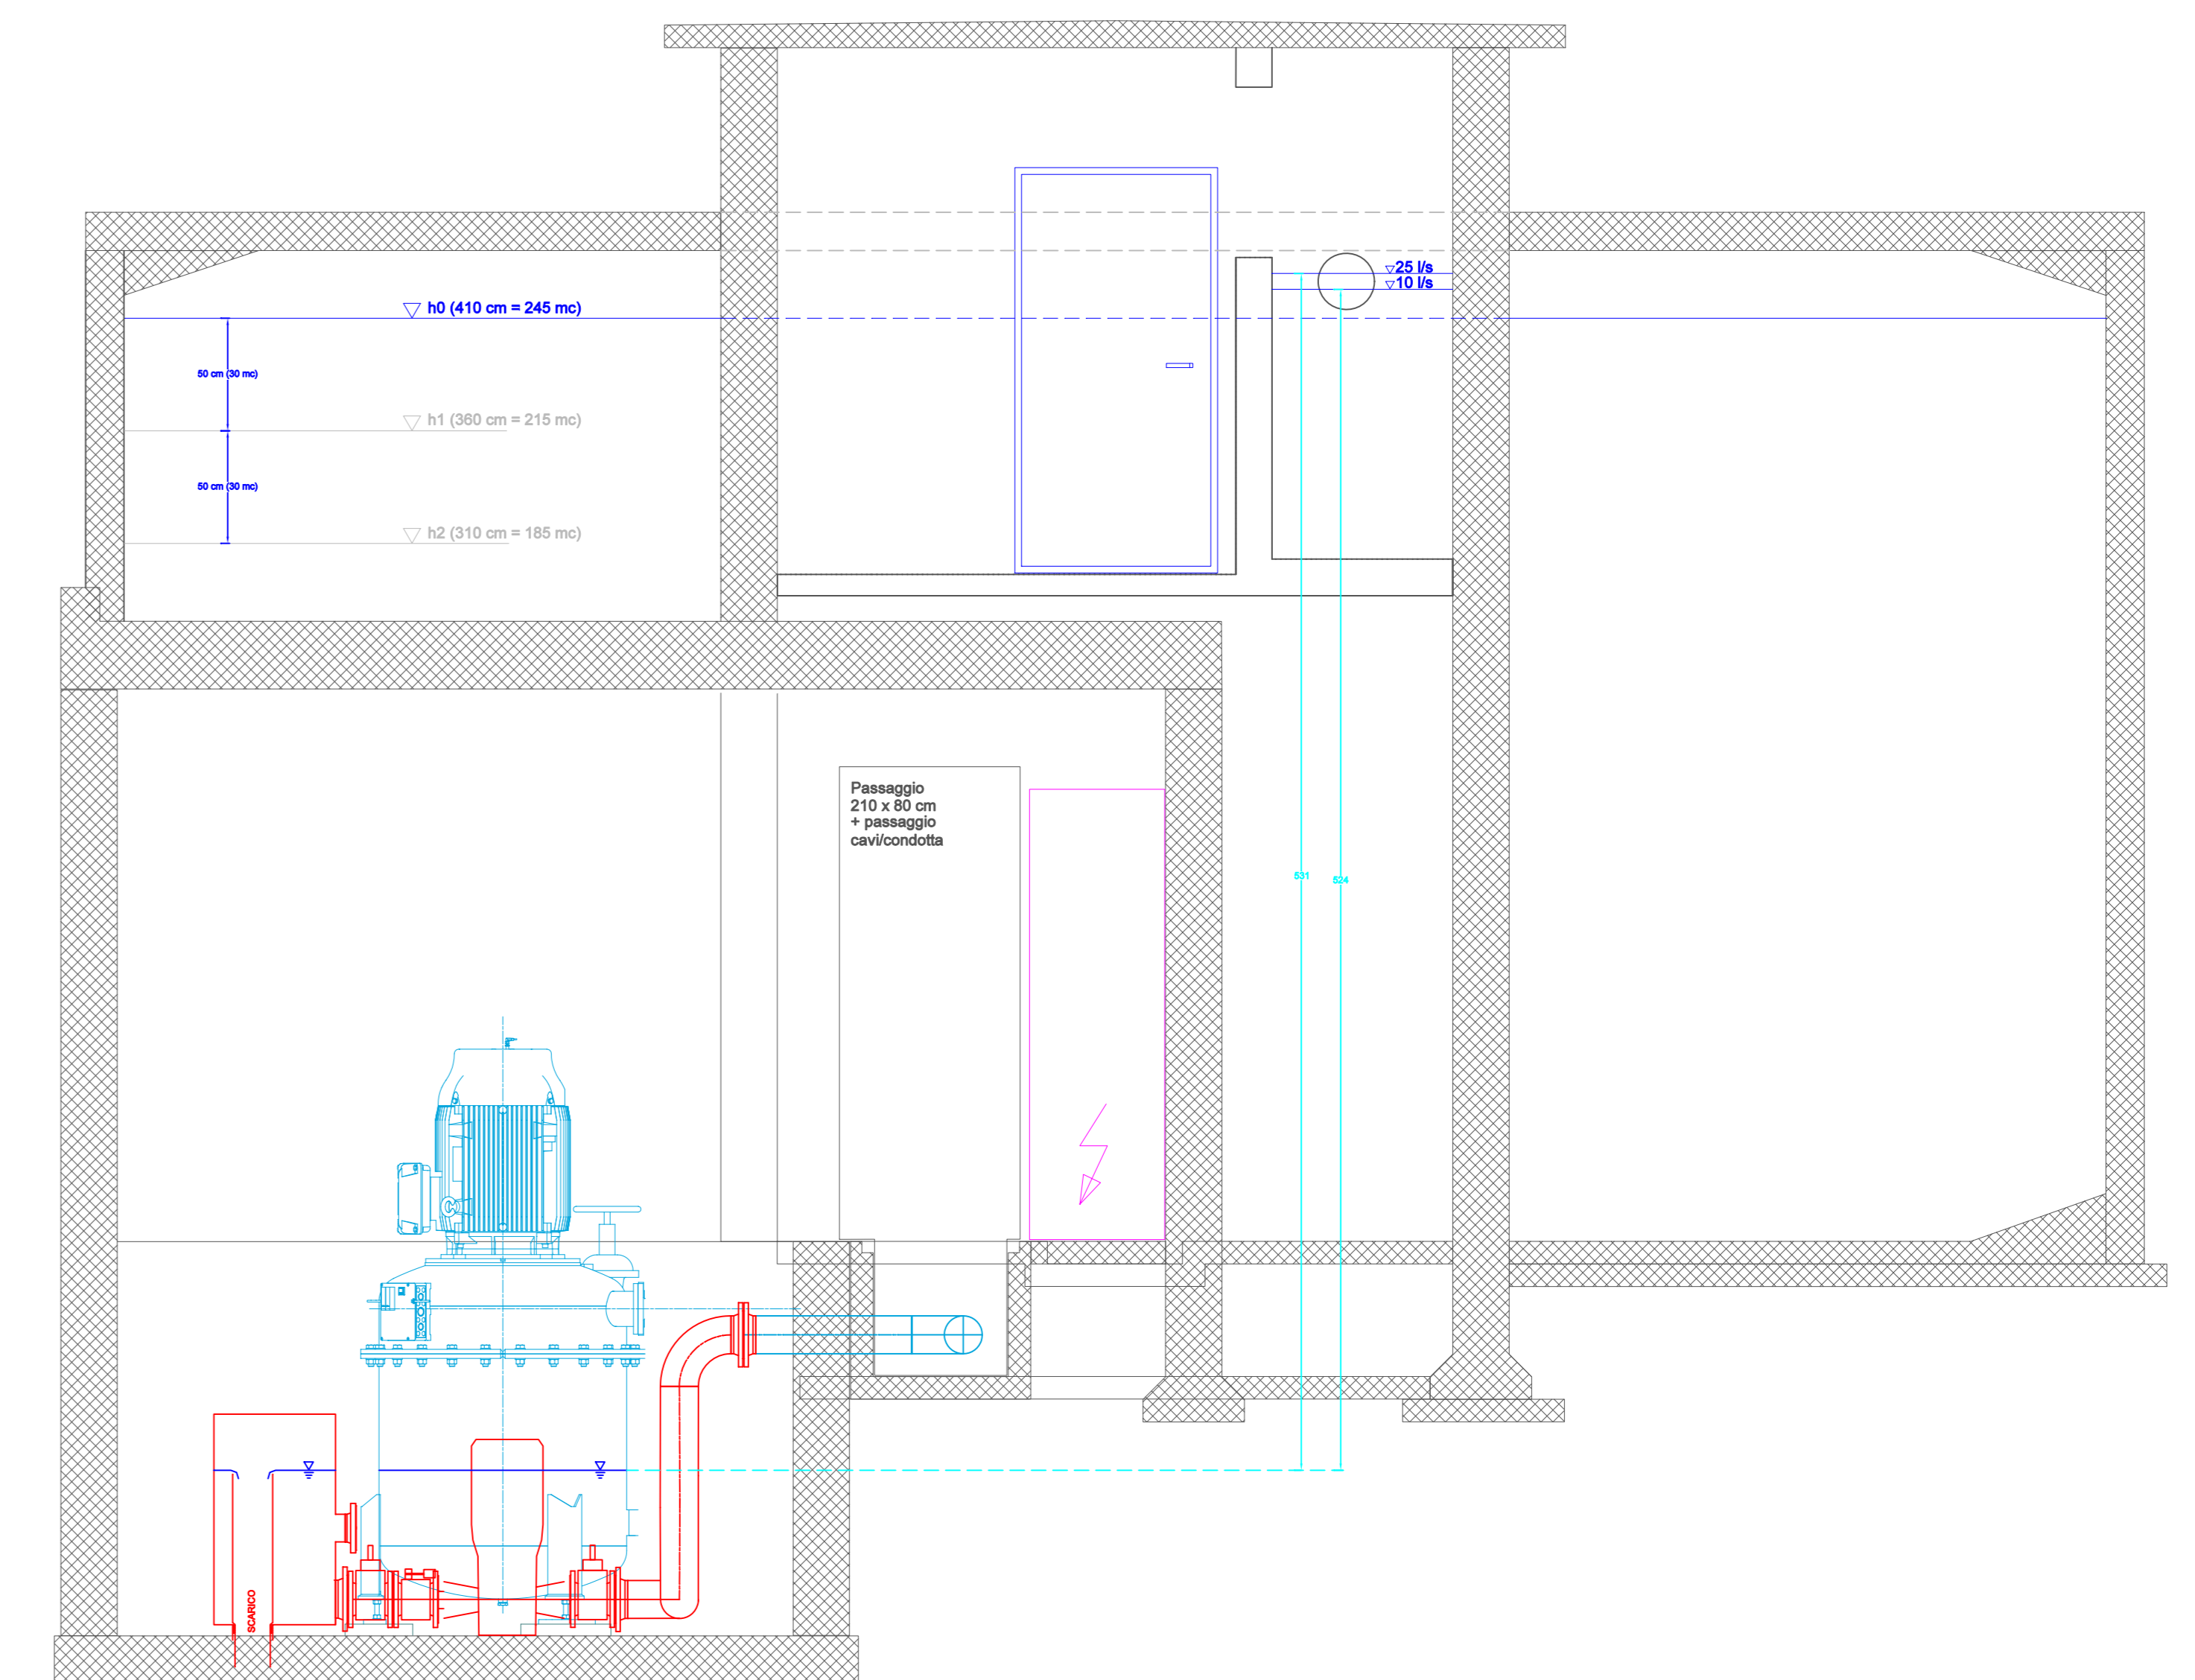 25 l/s
10 l/s
h0 (410 cm = 245 mc)
50 cm (30 mc)
h1 (360 cm = 215 mc)
50 cm (30 mc)
h2 (310 cm = 185 mc)
Passaggio
210 x 80 cm
+ passaggio
cavi/condotta
531
524
SCARICO